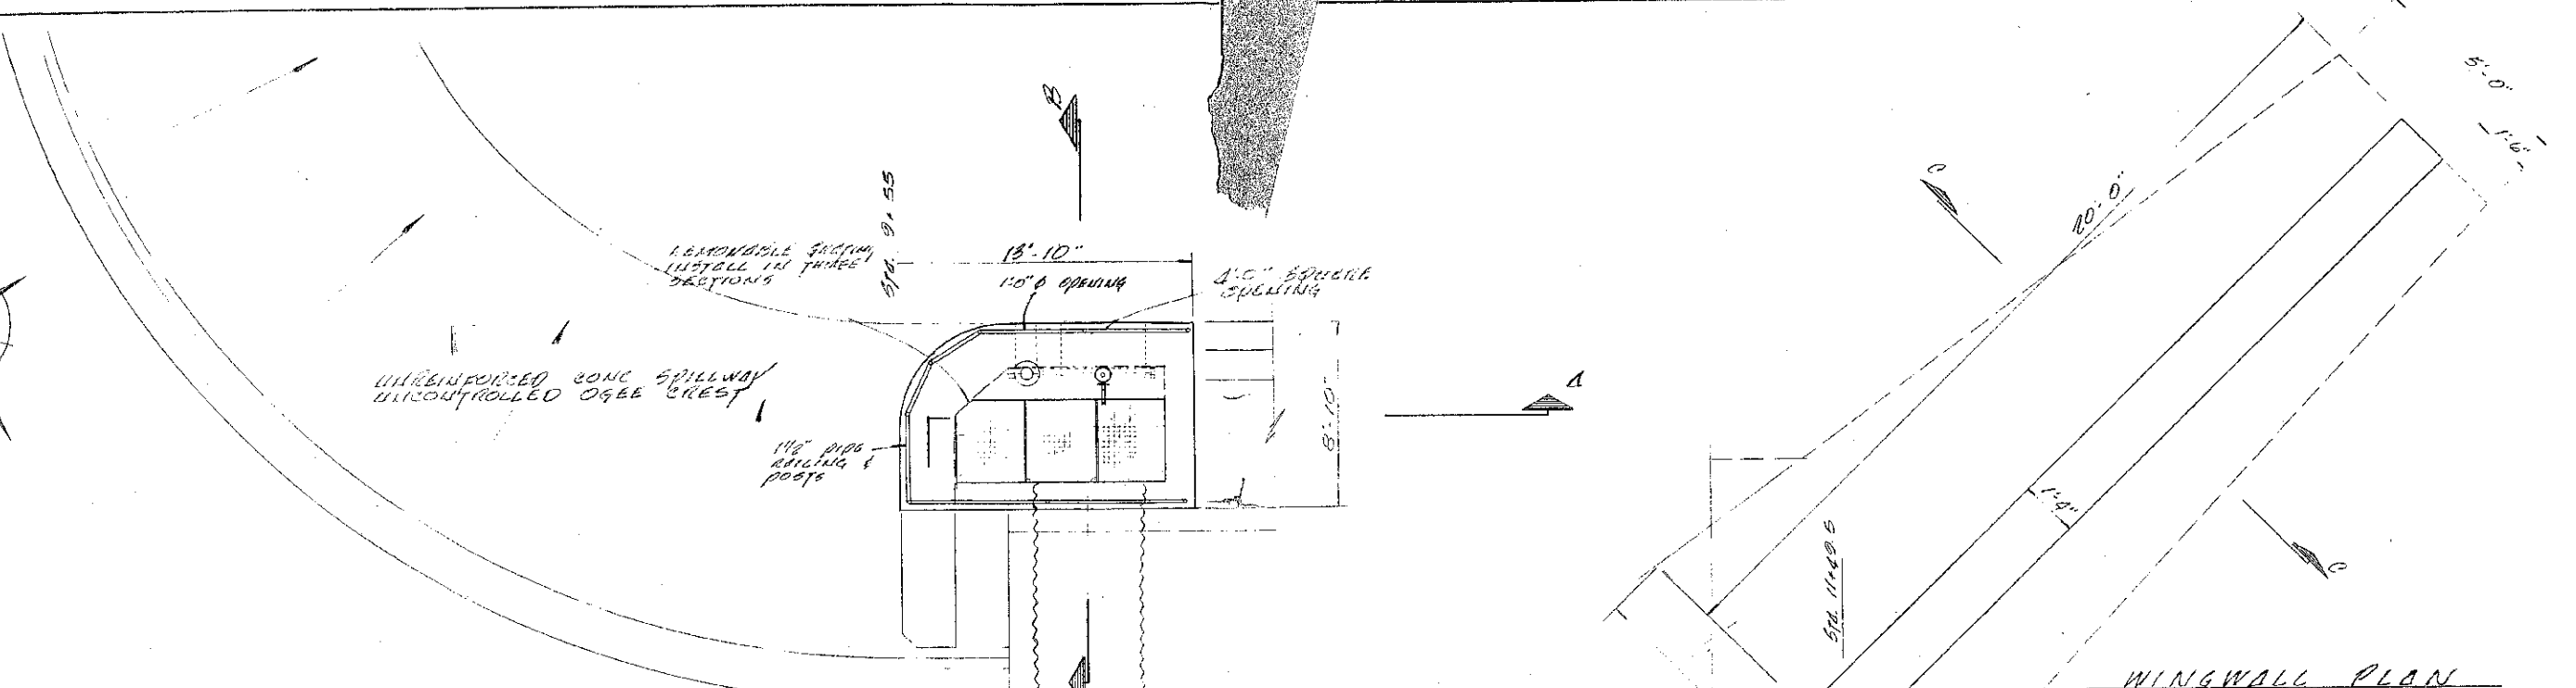 B
5'-0"
1'-6"
C
20'-0"
STA. 9+55
REMOVABLE GRATING
INSTALL IN THREE
SECTIONS
13'-10"
1'-0" ø OPENING
4'-0" SQUARE
OPENING
UNREINFORCED CONC SPILLWAY
UNCONTROLLED OGEE CREST
A
8'-10"
1½" PIPE
RAILING &
POSTS
1'-4"
STA. 11+49.5
C
WINGWALL PLAN